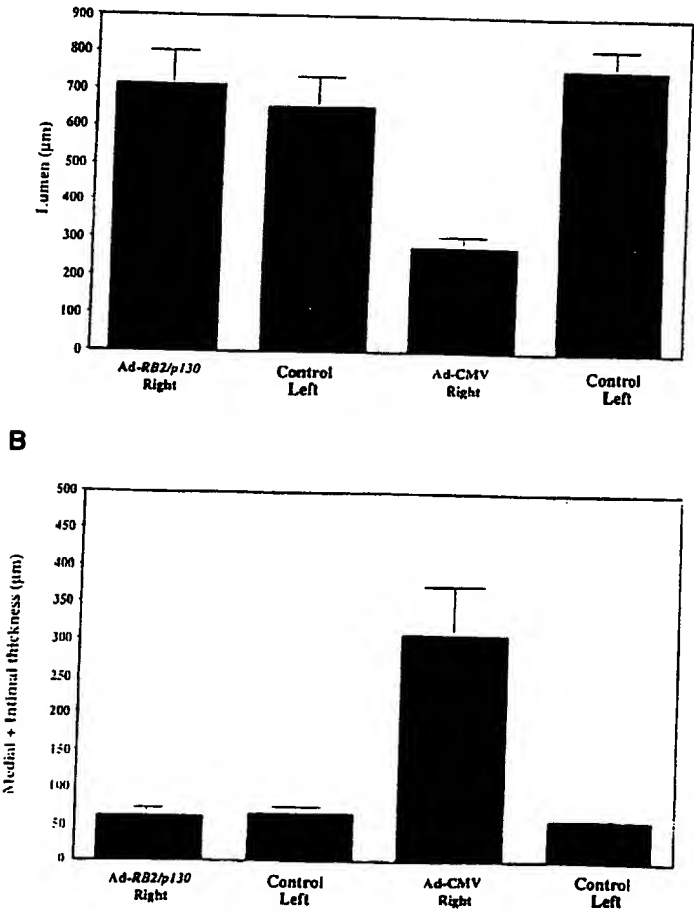 900
800
700
600
500
400
300
200
100
0
Lumen (μm)
Ad-RB2/p130
Right
Control
Left
Ad-CMV
Right
Control
Left
B
500
450
400
350
300
250
200
150
100
50
0
Medial + Intimal thickness (μm)
Ad-RB2/p130
Right
Control
Left
Ad-CMV
Right
Control
Left